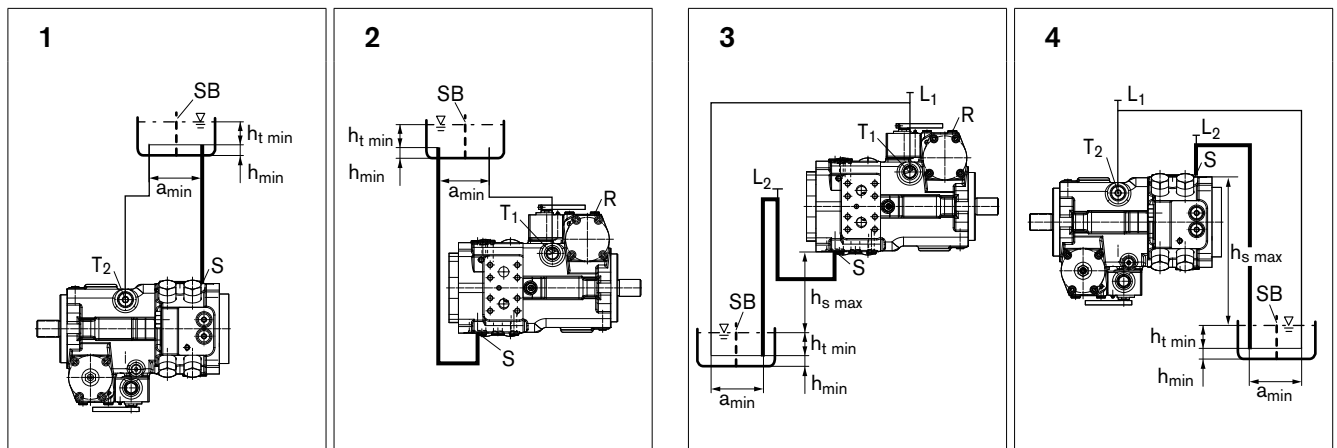 1
SB
h t min
h min
a min
T2
S
2
SB
h t min
h min
a min
T1
R
S
3
L1
R
T1
L2
S
h s max
SB
h t min
h min
a min
4
L1
L2
T2
S
h s max
SB
h t min
h min
a min